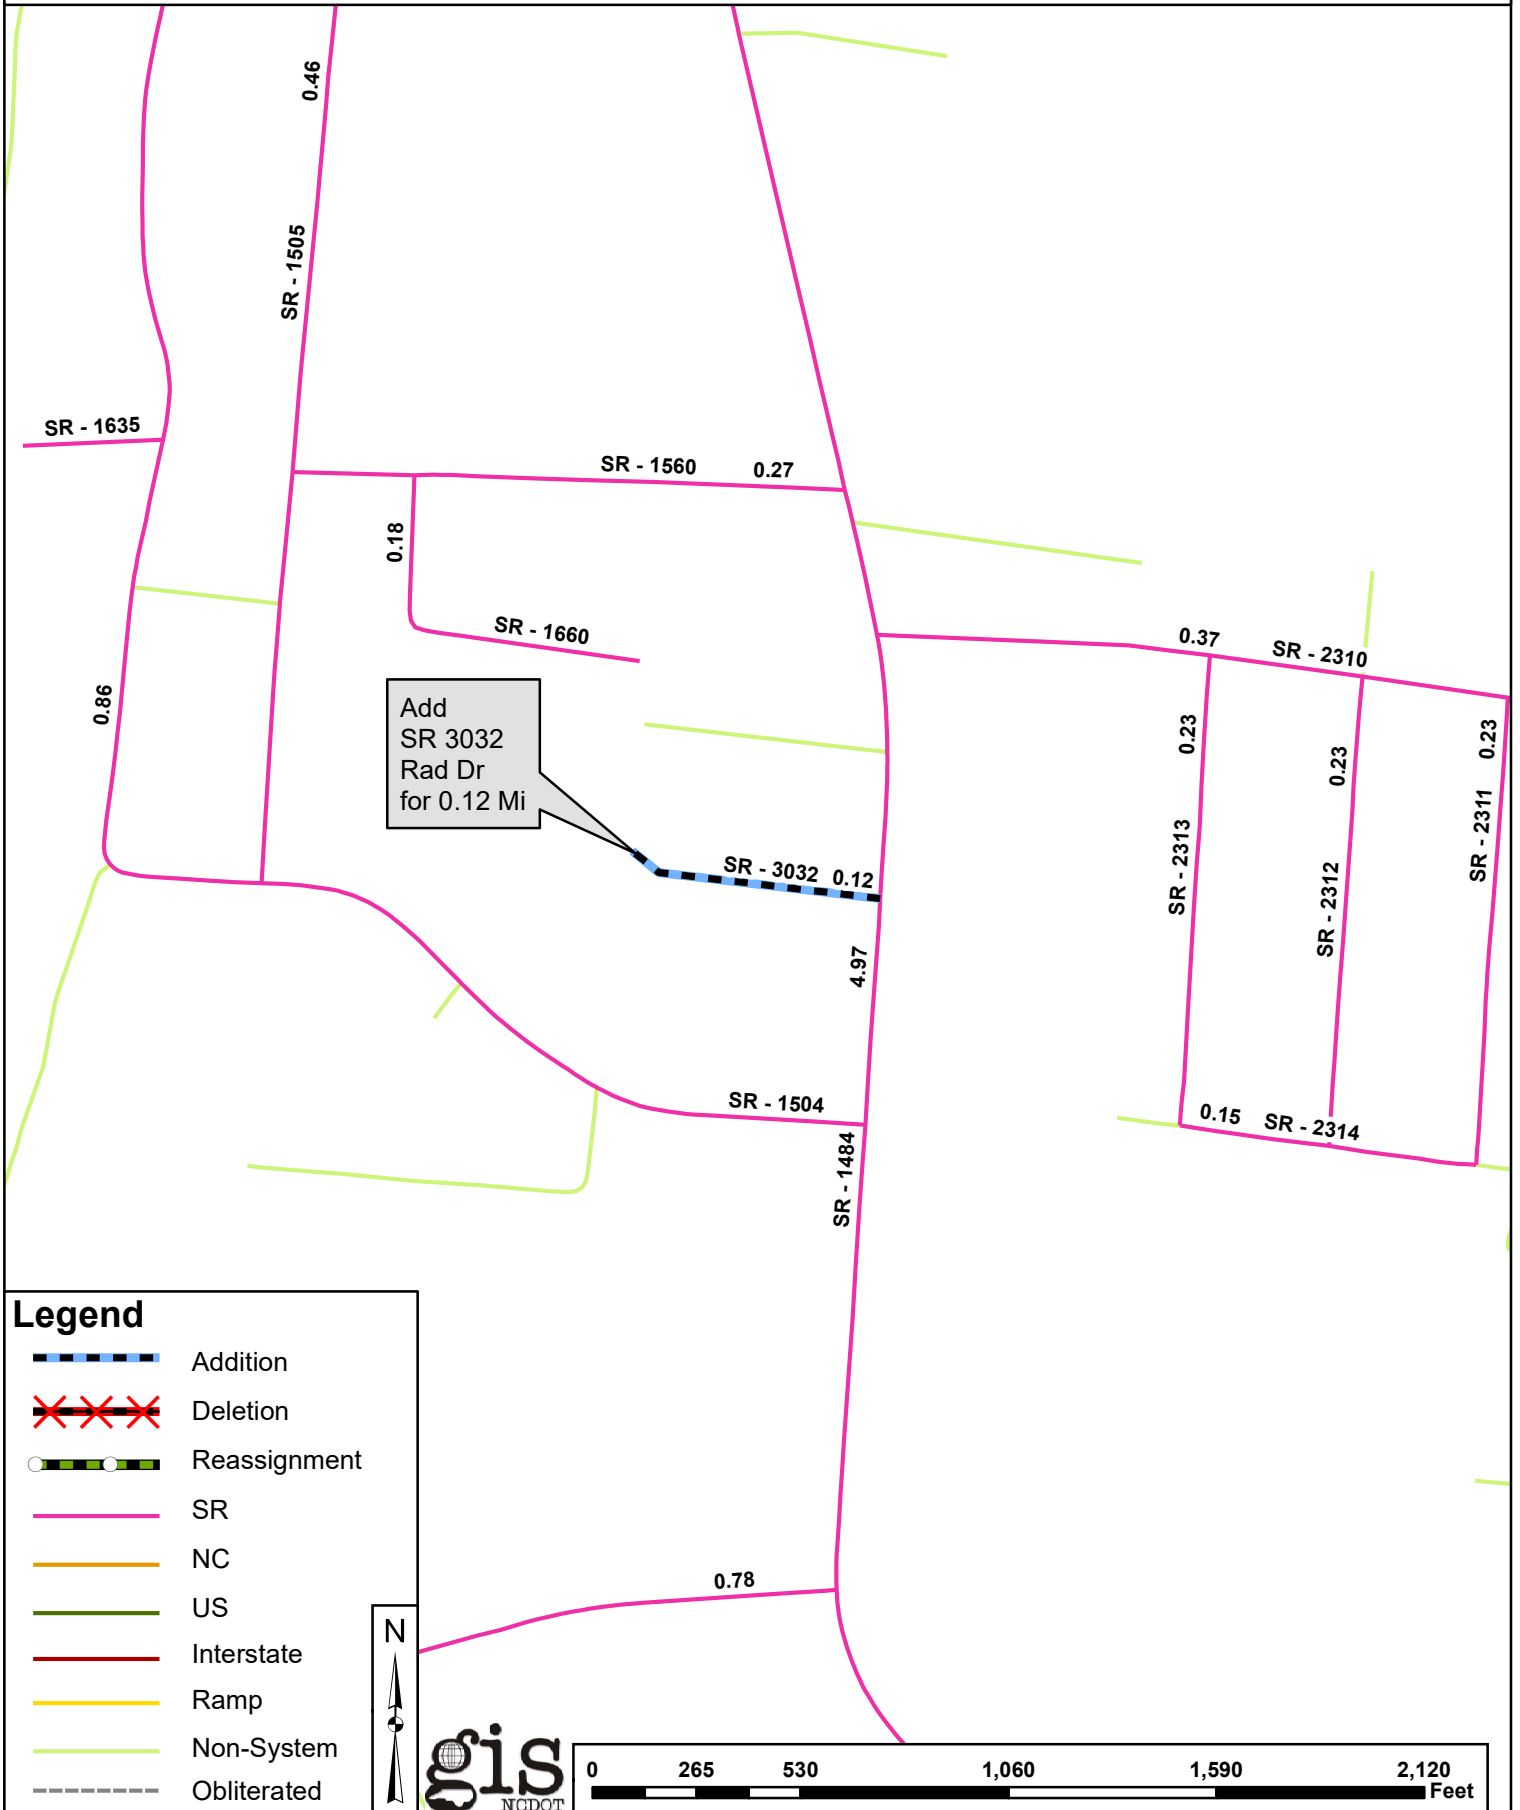 0.46
SR - 1505
SR - 1635
SR - 1560 0.27
0.18
SR - 1660
0.37
SR - 2310
0.86
0.23
0.23
0.23
Add
SR 3032
Rad Dr
for 0.12 Mi
SR - 2313
SR - 2312
SR - 2311
SR - 3032 0.12
4.97
SR - 1504
0.15 SR - 2314
SR - 1484
Legend
Addition
Deletion
Reassignment
SR
NC
US
Interstate
Ramp
Non-System
Obliterated
0.78
N
gis
NCDOT
0 265 530 1,060 1,590 2,120
Feet